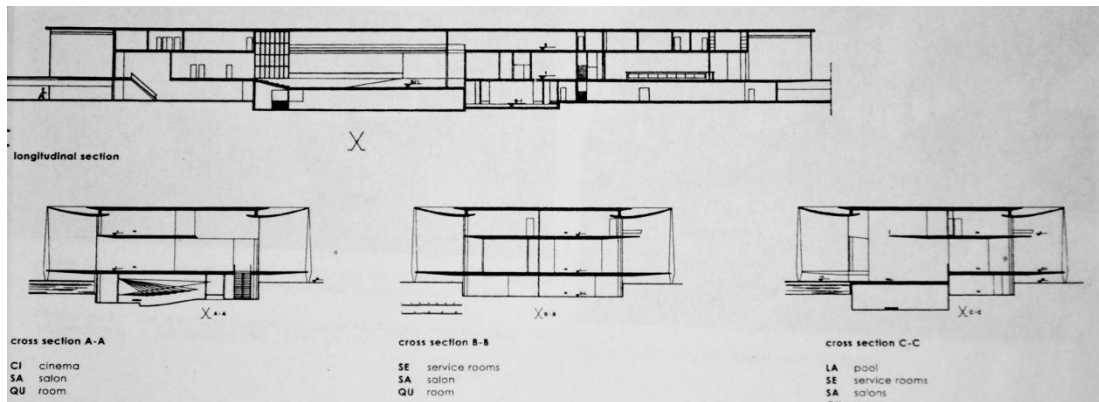 longitudinal section
A-A
B-B
C-C
cross section A-A
CI cinema
SA salon
QU room
cross section B-B
SE service rooms
SA salon
QU room
cross section C-C
LA pool
SE service rooms
SA salons